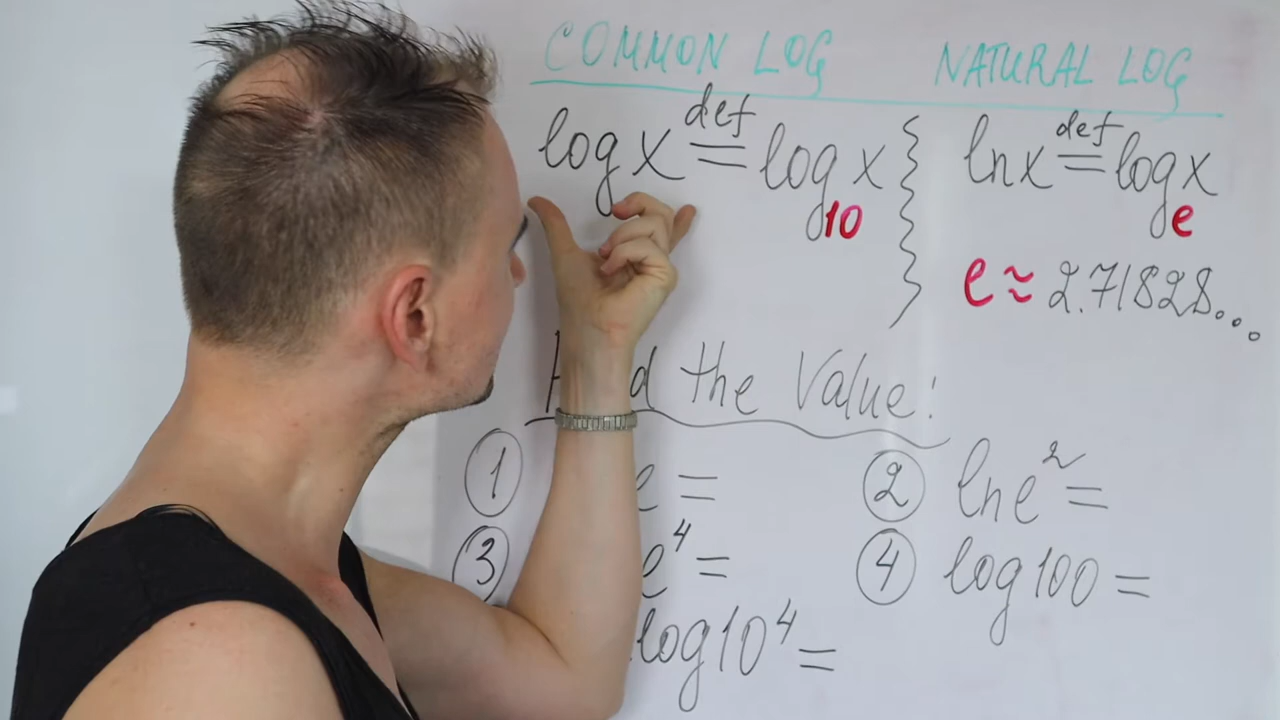 COMMON LOG NATURAL LOG
log x def= log10 x } ln x def= loge x
e ≈ 2.71828...
the Value:
① e = ② ln e² =
③ e⁴ = ④ log 100 =
log 10⁴ =